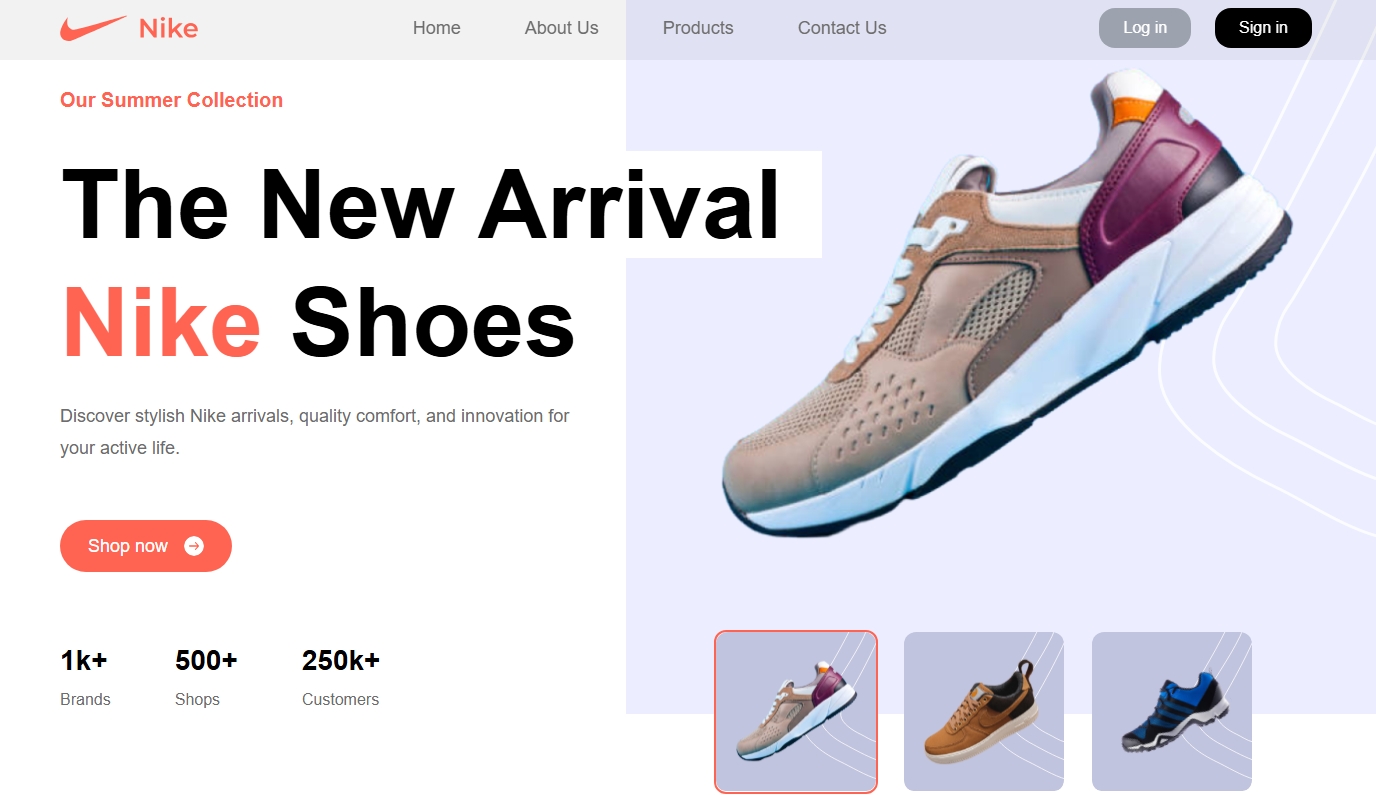 Nike
Home
About Us
Products
Contact Us
Log in
Sign in
Our Summer Collection
The New Arrival
Nike Shoes
Discover stylish Nike arrivals, quality comfort, and innovation for
your active life.
Shop now
1k+
500+
250k+
Brands
Shops
Customers